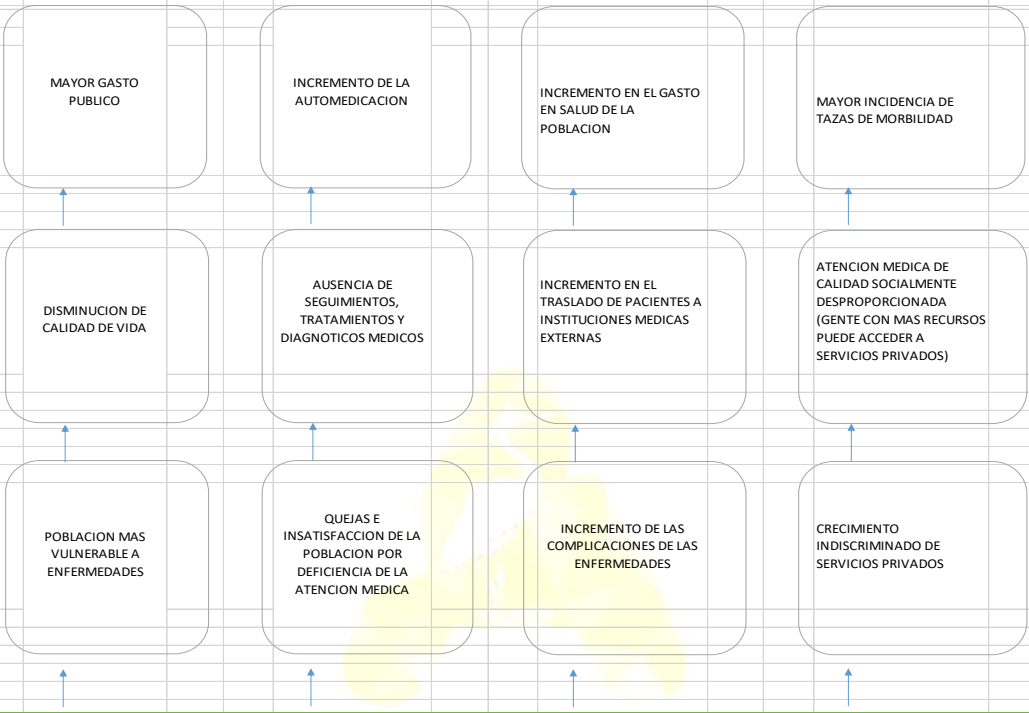 MAYOR GASTO
PUBLICO
INCREMENTO DE LA
AUTOMEDICACION
INCREMENTO EN EL GASTO
EN SALUD DE LA
POBLACION
MAYOR INCIDENCIA DE
TAZAS DE MORBILIDAD
DISMINUCION DE
CALIDAD DE VIDA
AUSENCIA DE
SEGUIMIENTOS,
TRATAMIENTOS Y
DIAGNOTICOS MEDICOS
INCREMENTO EN EL
TRASLADO DE PACIENTES A
INSTITUCIONES MEDICAS
EXTERNAS
ATENCION MEDICA DE
CALIDAD SOCIALMENTE
DESPROPORCIONADA
(GENTE CON MAS RECURSOS
PUEDE ACCEDER A
SERVICIOS PRIVADOS)
POBLACION MAS
VULNERABLE A
ENFERMEDADES
QUEJAS E
INSATISFACCION DE LA
POBLACION POR
DEFICIENCIA DE LA
ATENCION MEDICA
INCREMENTO DE LAS
COMPLICACIONES DE LAS
ENFERMEDADES
CRECIMIENTO
INDISCRIMINADO DE
SERVICIOS PRIVADOS